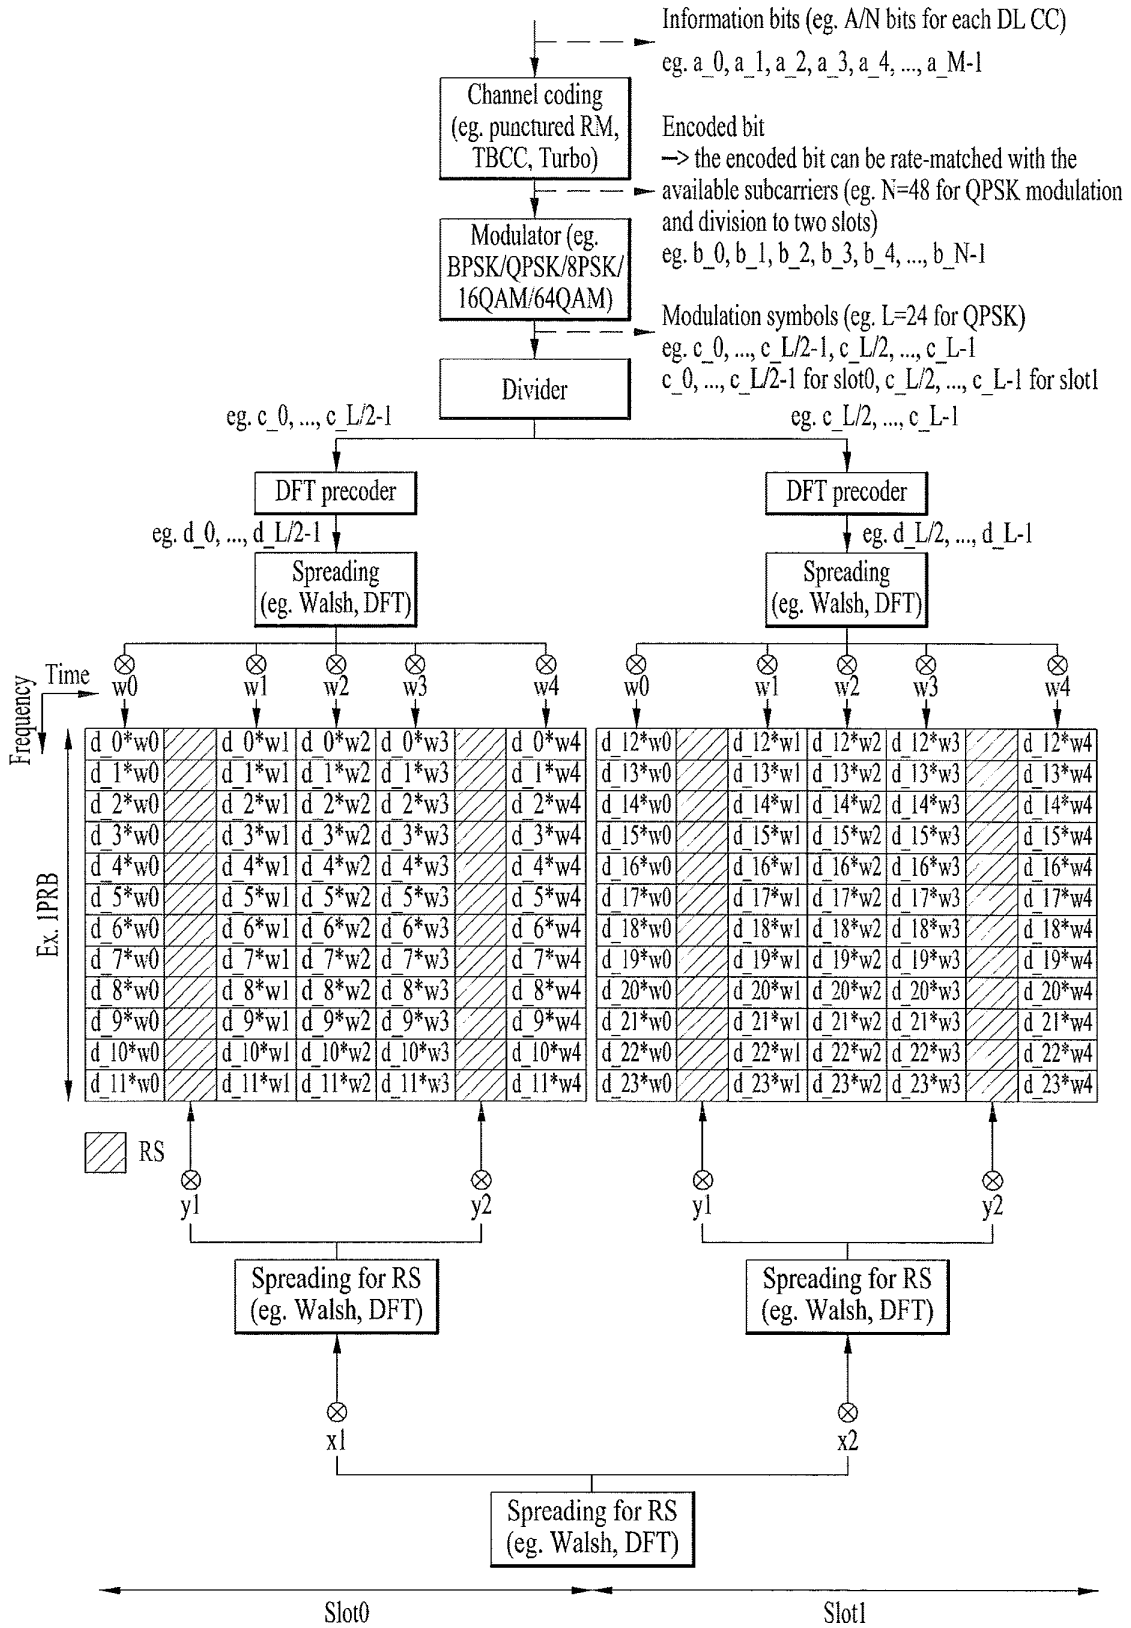 Information bits (eg. A/N bits for each DL CC)
eg. a_0, a_1, a_2, a_3, a_4, ..., a_M-1
Channel coding
(eg. punctured RM,
TBCC, Turbo)
Encoded bit
—> the encoded bit can be rate-matched with the
available subcarriers (eg. N=48 for QPSK modulation
and division to two slots)
eg. b_0, b_1, b_2, b_3, b_4, ..., b_N-1
Modulator (eg.
BPSK/QPSK/8PSK/
16QAM/64QAM)
Modulation symbols (eg. L=24 for QPSK)
eg. c_0, ..., c_L/2-1, c_L/2, ..., c_L-1
c_0, ..., c_L/2-1 for slot0, c_L/2, ..., c_L-1 for slot1
Divider
eg. c_0, ..., c_L/2-1 eg. c_L/2, ..., c_L-1
DFT precoder DFT precoder
eg. d_0, ..., d_L/2-1 eg. d_L/2, ..., d_L-1
Spreading Spreading
(eg. Walsh, DFT) (eg. Walsh, DFT)
Frequency
Time
w0 w1 w2 w3 w4 w0 w1 w2 w3 w4
d_0*w0 d_0*w1 d_0*w2 d_0*w3 d_0*w4 d_12*w0 d_12*w1 d_12*w2 d_12*w3 d_12*w4
d_1*w0 d_1*w1 d_1*w2 d_1*w3 d_1*w4 d_13*w0 d_13*w1 d_13*w2 d_13*w3 d_13*w4
d_2*w0 d_2*w1 d_2*w2 d_2*w3 d_2*w4 d_14*w0 d_14*w1 d_14*w2 d_14*w3 d_14*w4
d_3*w0 d_3*w1 d_3*w2 d_3*w3 d_3*w4 d_15*w0 d_15*w1 d_15*w2 d_15*w3 d_15*w4
d_4*w0 d_4*w1 d_4*w2 d_4*w3 d_4*w4 d_16*w0 d_16*w1 d_16*w2 d_16*w3 d_16*w4
d_5*w0 d_5*w1 d_5*w2 d_5*w3 d_5*w4 d_17*w0 d_17*w1 d_17*w2 d_17*w3 d_17*w4
d_6*w0 d_6*w1 d_6*w2 d_6*w3 d_6*w4 d_18*w0 d_18*w1 d_18*w2 d_18*w3 d_18*w4
d_7*w0 d_7*w1 d_7*w2 d_7*w3 d_7*w4 d_19*w0 d_19*w1 d_19*w2 d_19*w3 d_19*w4
d_8*w0 d_8*w1 d_8*w2 d_8*w3 d_8*w4 d_20*w0 d_20*w1 d_20*w2 d_20*w3 d_20*w4
d_9*w0 d_9*w1 d_9*w2 d_9*w3 d_9*w4 d_21*w0 d_21*w1 d_21*w2 d_21*w3 d_21*w4
d_10*w0 d_10*w1 d_10*w2 d_10*w3 d_10*w4 d_22*w0 d_22*w1 d_22*w2 d_22*w3 d_22*w4
d_11*w0 d_11*w1 d_11*w2 d_11*w3 d_11*w4 d_23*w0 d_23*w1 d_23*w2 d_23*w3 d_23*w4
Ex. 1PRB
RS
y1 y2 y1 y2
Spreading for RS Spreading for RS
(eg. Walsh, DFT) (eg. Walsh, DFT)
x1 x2
Spreading for RS
(eg. Walsh, DFT)
Slot0 Slot1